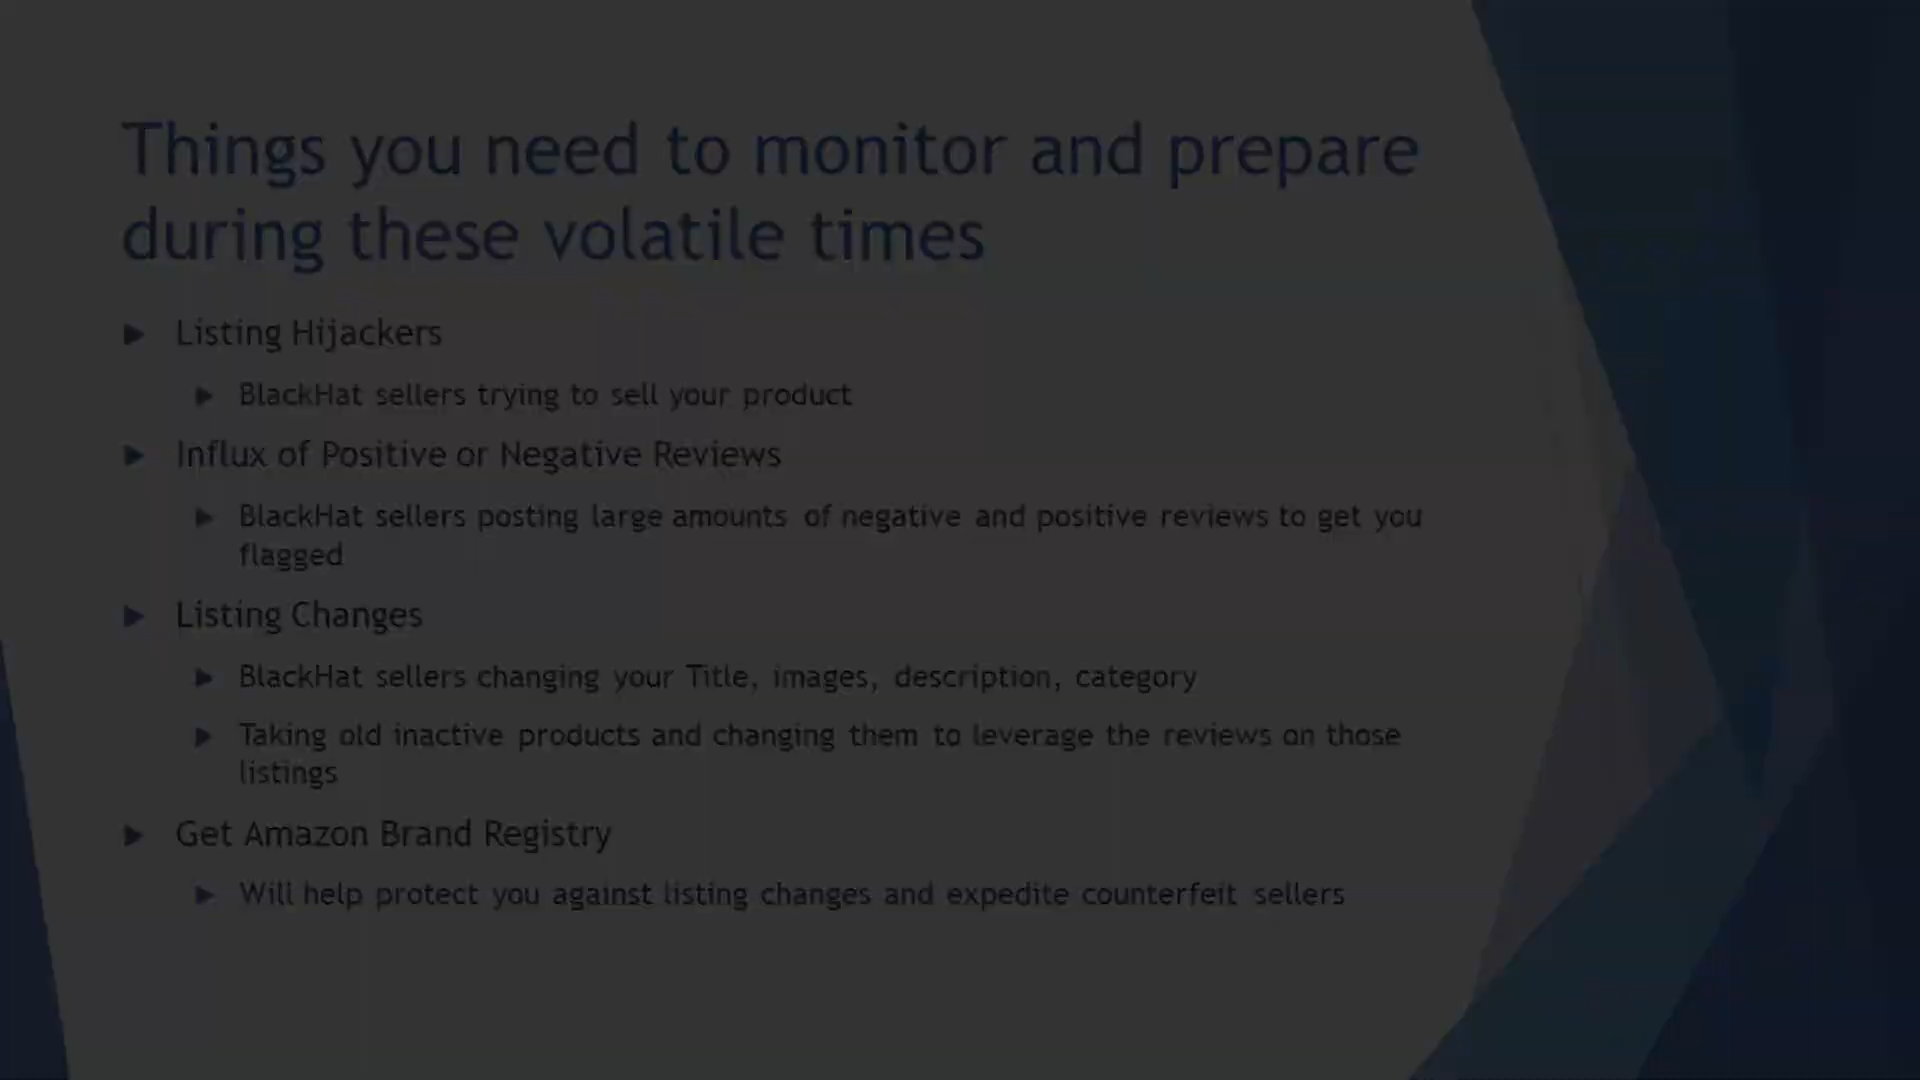 Things you need to monitor and prepare
during these volatile times
Listing Hijackers
BlackHat sellers trying to sell your product
Influx of Positive or Negative Reviews
BlackHat sellers posting large amounts of negative and positive reviews to get you
flagged
Listing Changes
BlackHat sellers changing your Title, images, description, category
Taking old inactive products and changing them to leverage the reviews on those
listings
Get Amazon Brand Registry
Will help protect you against listing changes and expedite counterfeit sellers